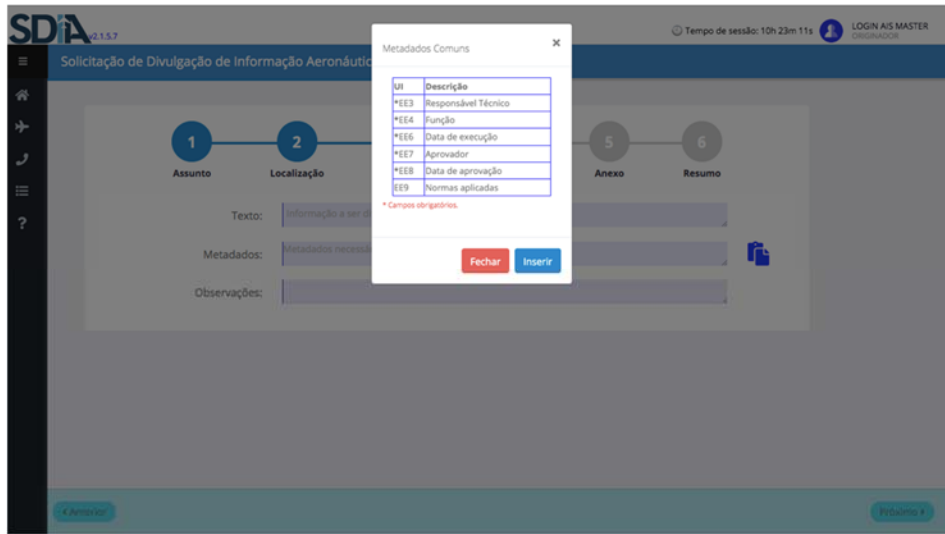 SDIA v2.1.5.7
Tempo de sessão: 10h 23m 11s
LOGIN AIS MASTER
ORIGINADOR
Solicitação de Divulgação de Informação Aeronáutic
Metadados Comuns ×
UI Descrição
*EE3 Responsável Técnico
*EE4 Função
*EE6 Data de execução
*EE7 Aprovador
*EE8 Data de aprovação
EE9 Normas aplicadas
* Campos obrigatórios.
Fechar Inserir
1 2 5 6
Assunto Localização Anexo Resumo
Texto: Informação a ser di
Metadados: Metadados necessá
Observações:
?
< Anterior Próximo >